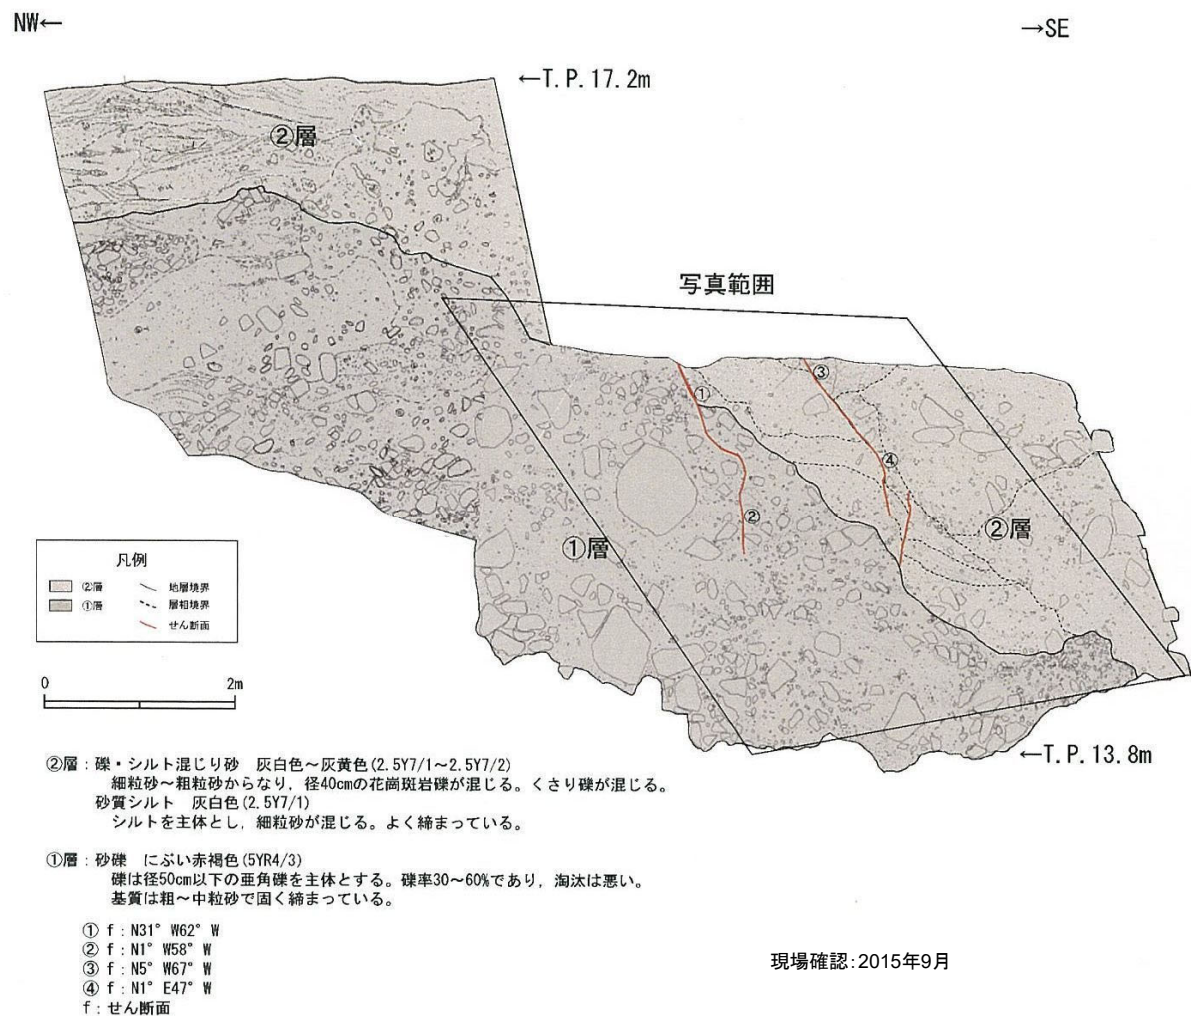 NW←
→SE
←T.P.17.2m
②層
写真範囲
①
③
④
②
②層
①層
凡例
②層
地層境界
①層
層相境界
せん断面
0
2m
←T.P.13.8m
②層：礫・シルト混じり砂　灰白色～灰黄色(2.5Y7/1～2.5Y7/2)
細粒砂～粗粒砂からなり，径40cmの花崗斑岩礫が混じる。くさり礫が混じる。
砂質シルト　灰白色(2.5Y7/1)
シルトを主体とし，細粒砂が混じる。よく締まっている。
①層：砂礫　にぶい赤褐色(5YR4/3)
礫は径50cm以下の亜角礫を主体とする。礫率30～60%であり，淘汰は悪い。
基質は粗～中粒砂で固く締まっている。
① f：N31° W62° W
② f：N1° W58° W
③ f：N5° W67° W
④ f：N1° E47° W
f：せん断面
現場確認：2015年9月